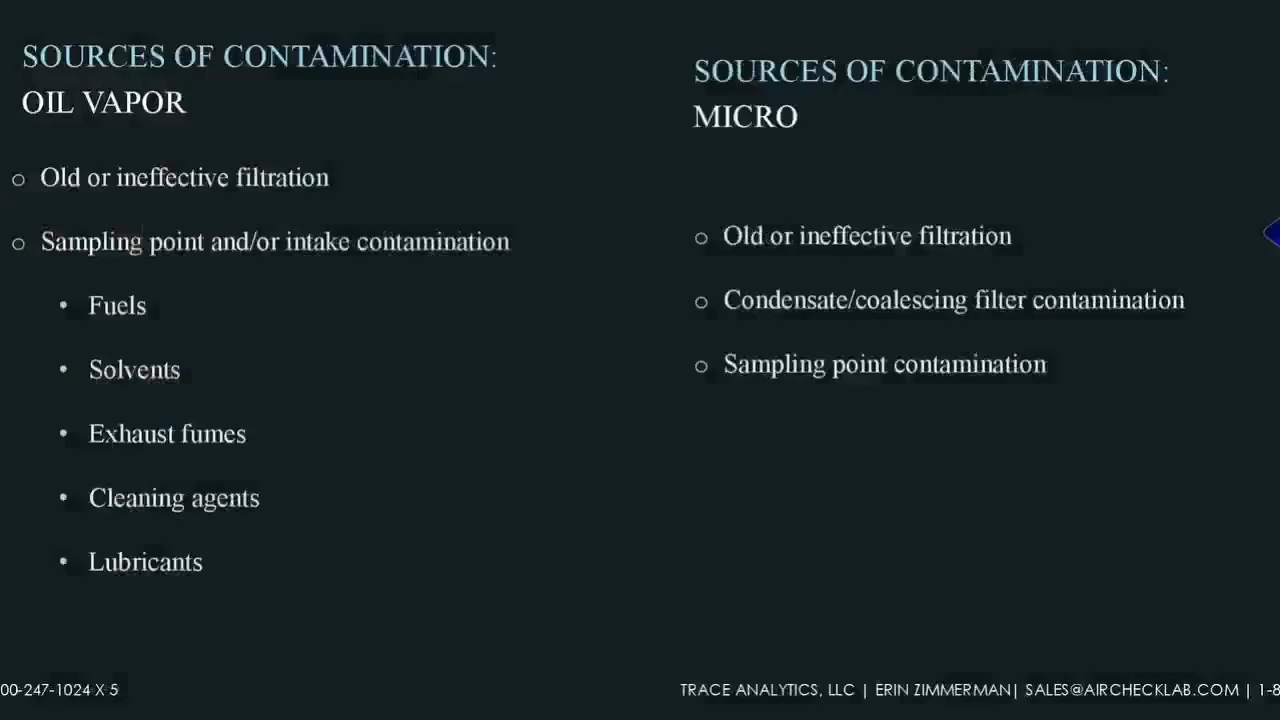 SOURCES OF CONTAMINATION:
OIL VAPOR
o Old or ineffective filtration
o Sampling point and/or intake contamination
• Fuels
• Solvents
• Exhaust fumes
• Cleaning agents
• Lubricants
00-247-1024 X 5
SOURCES OF CONTAMINATION:
MICRO
o Old or ineffective filtration
o Condensate/coalescing filter contamination
o Sampling point contamination
TRACE ANALYTICS, LLC | ERIN ZIMMERMAN| SALES@AIRCHECKLAB.COM | 1-8